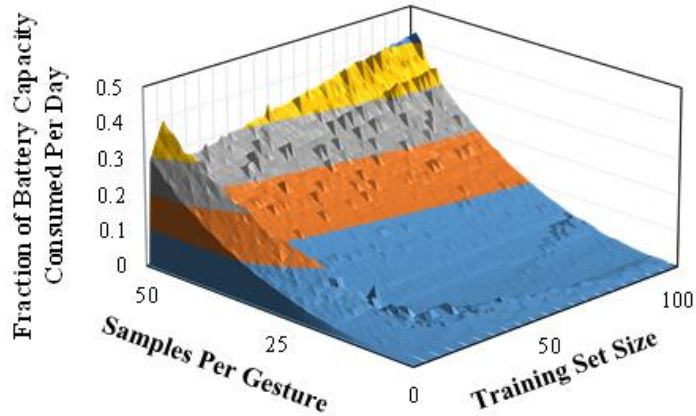 Fraction of Battery Capacity
Consumed Per Day
0.5
0.4
0.3
0.2
0.1
0
50
25
0
Samples Per Gesture
50
100
Training Set Size